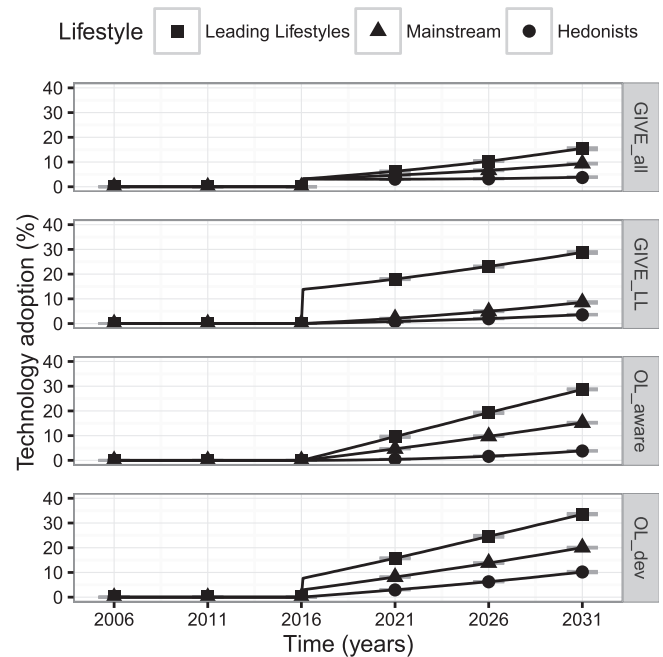 Lifestyle Leading Lifestyles Mainstream Hedonists
40
30
20
10
0
GIVE_all
40
30
20
10
0
GIVE_LL
Technology adoption (%)
40
30
20
10
0
OL_aware
40
30
20
10
0
OL_dev
2006 2011 2016 2021 2026 2031
Time (years)